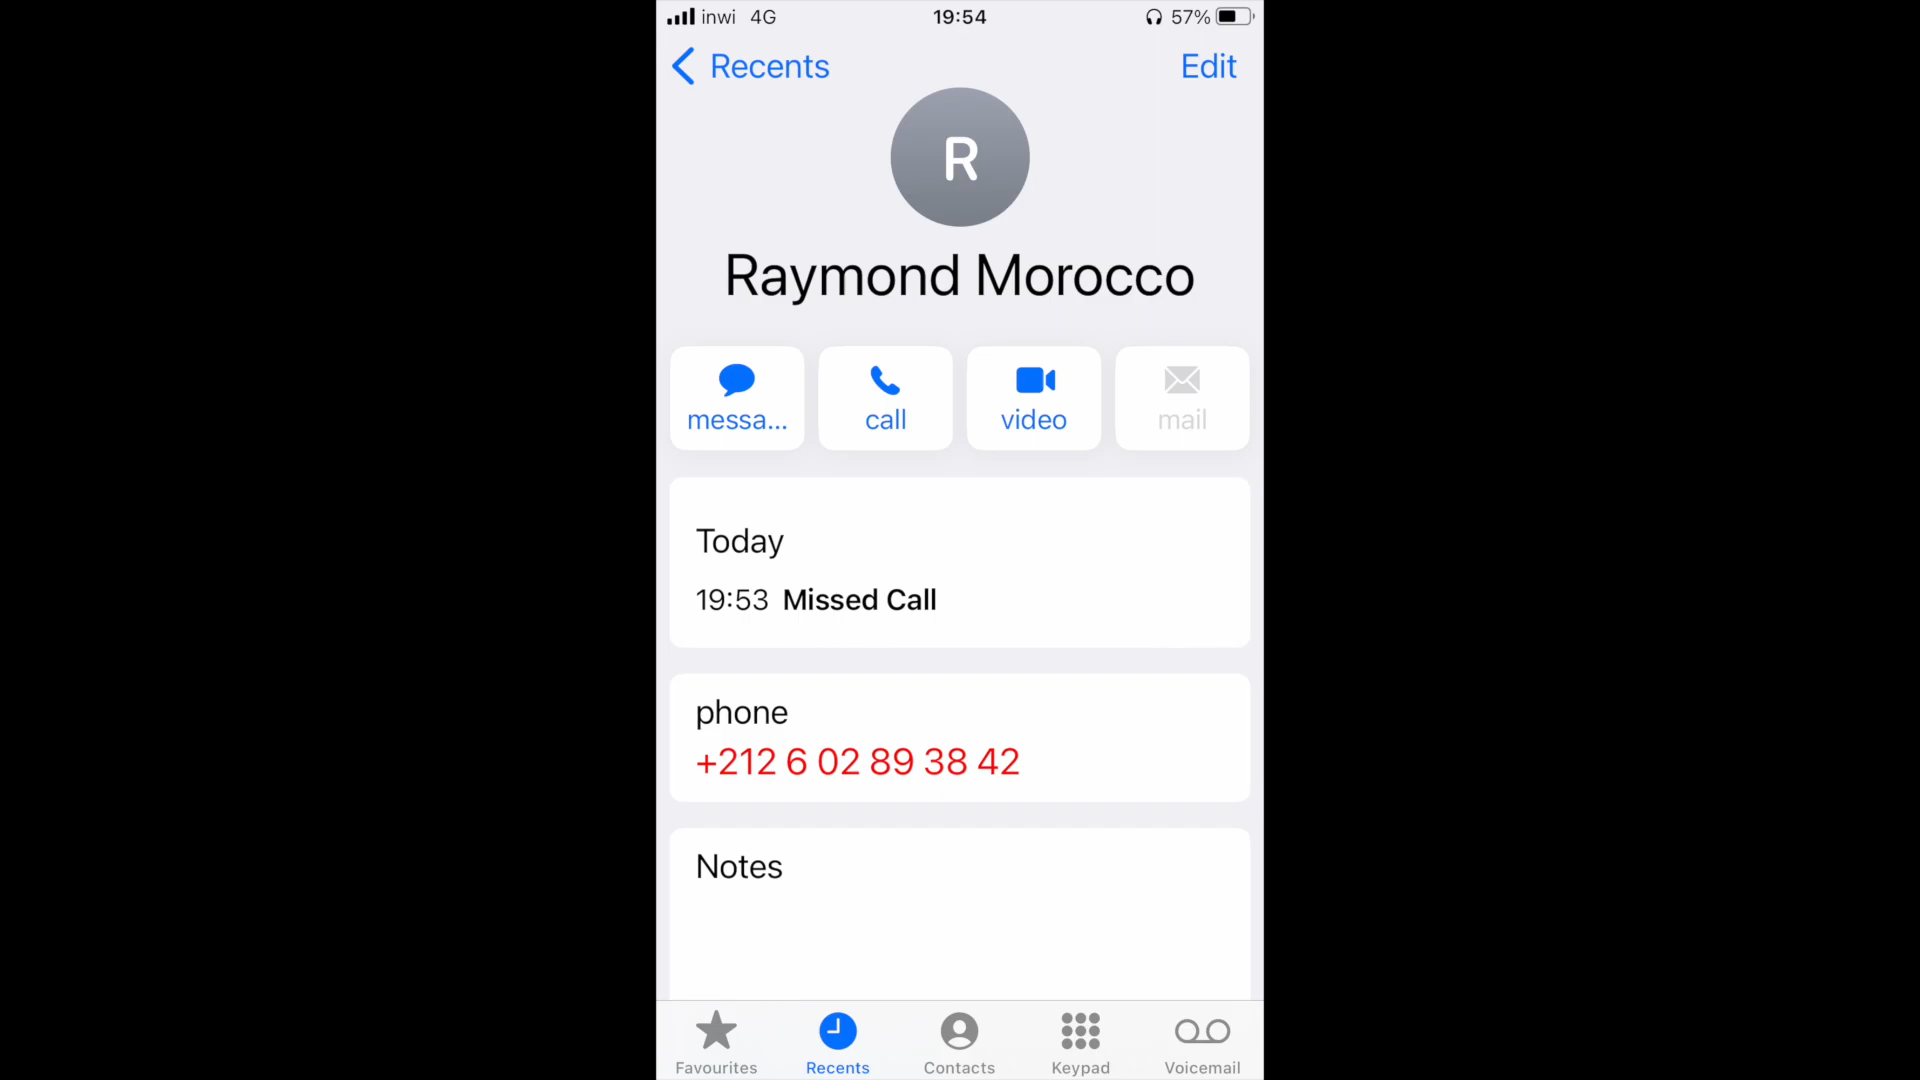 inwi 4G 19:54 57%
Recents Edit
R
Raymond Morocco
messa... call video mail
Today
19:53 Missed Call
phone
+212 6 02 89 38 42
Notes
Favourites Recents Contacts Keypad Voicemail